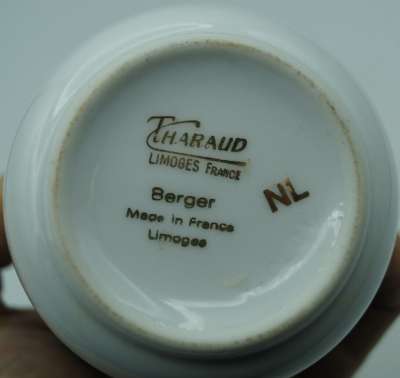 THARAUD
LIMOGES FRANCE
Berger
NL
Made in France
Limoges